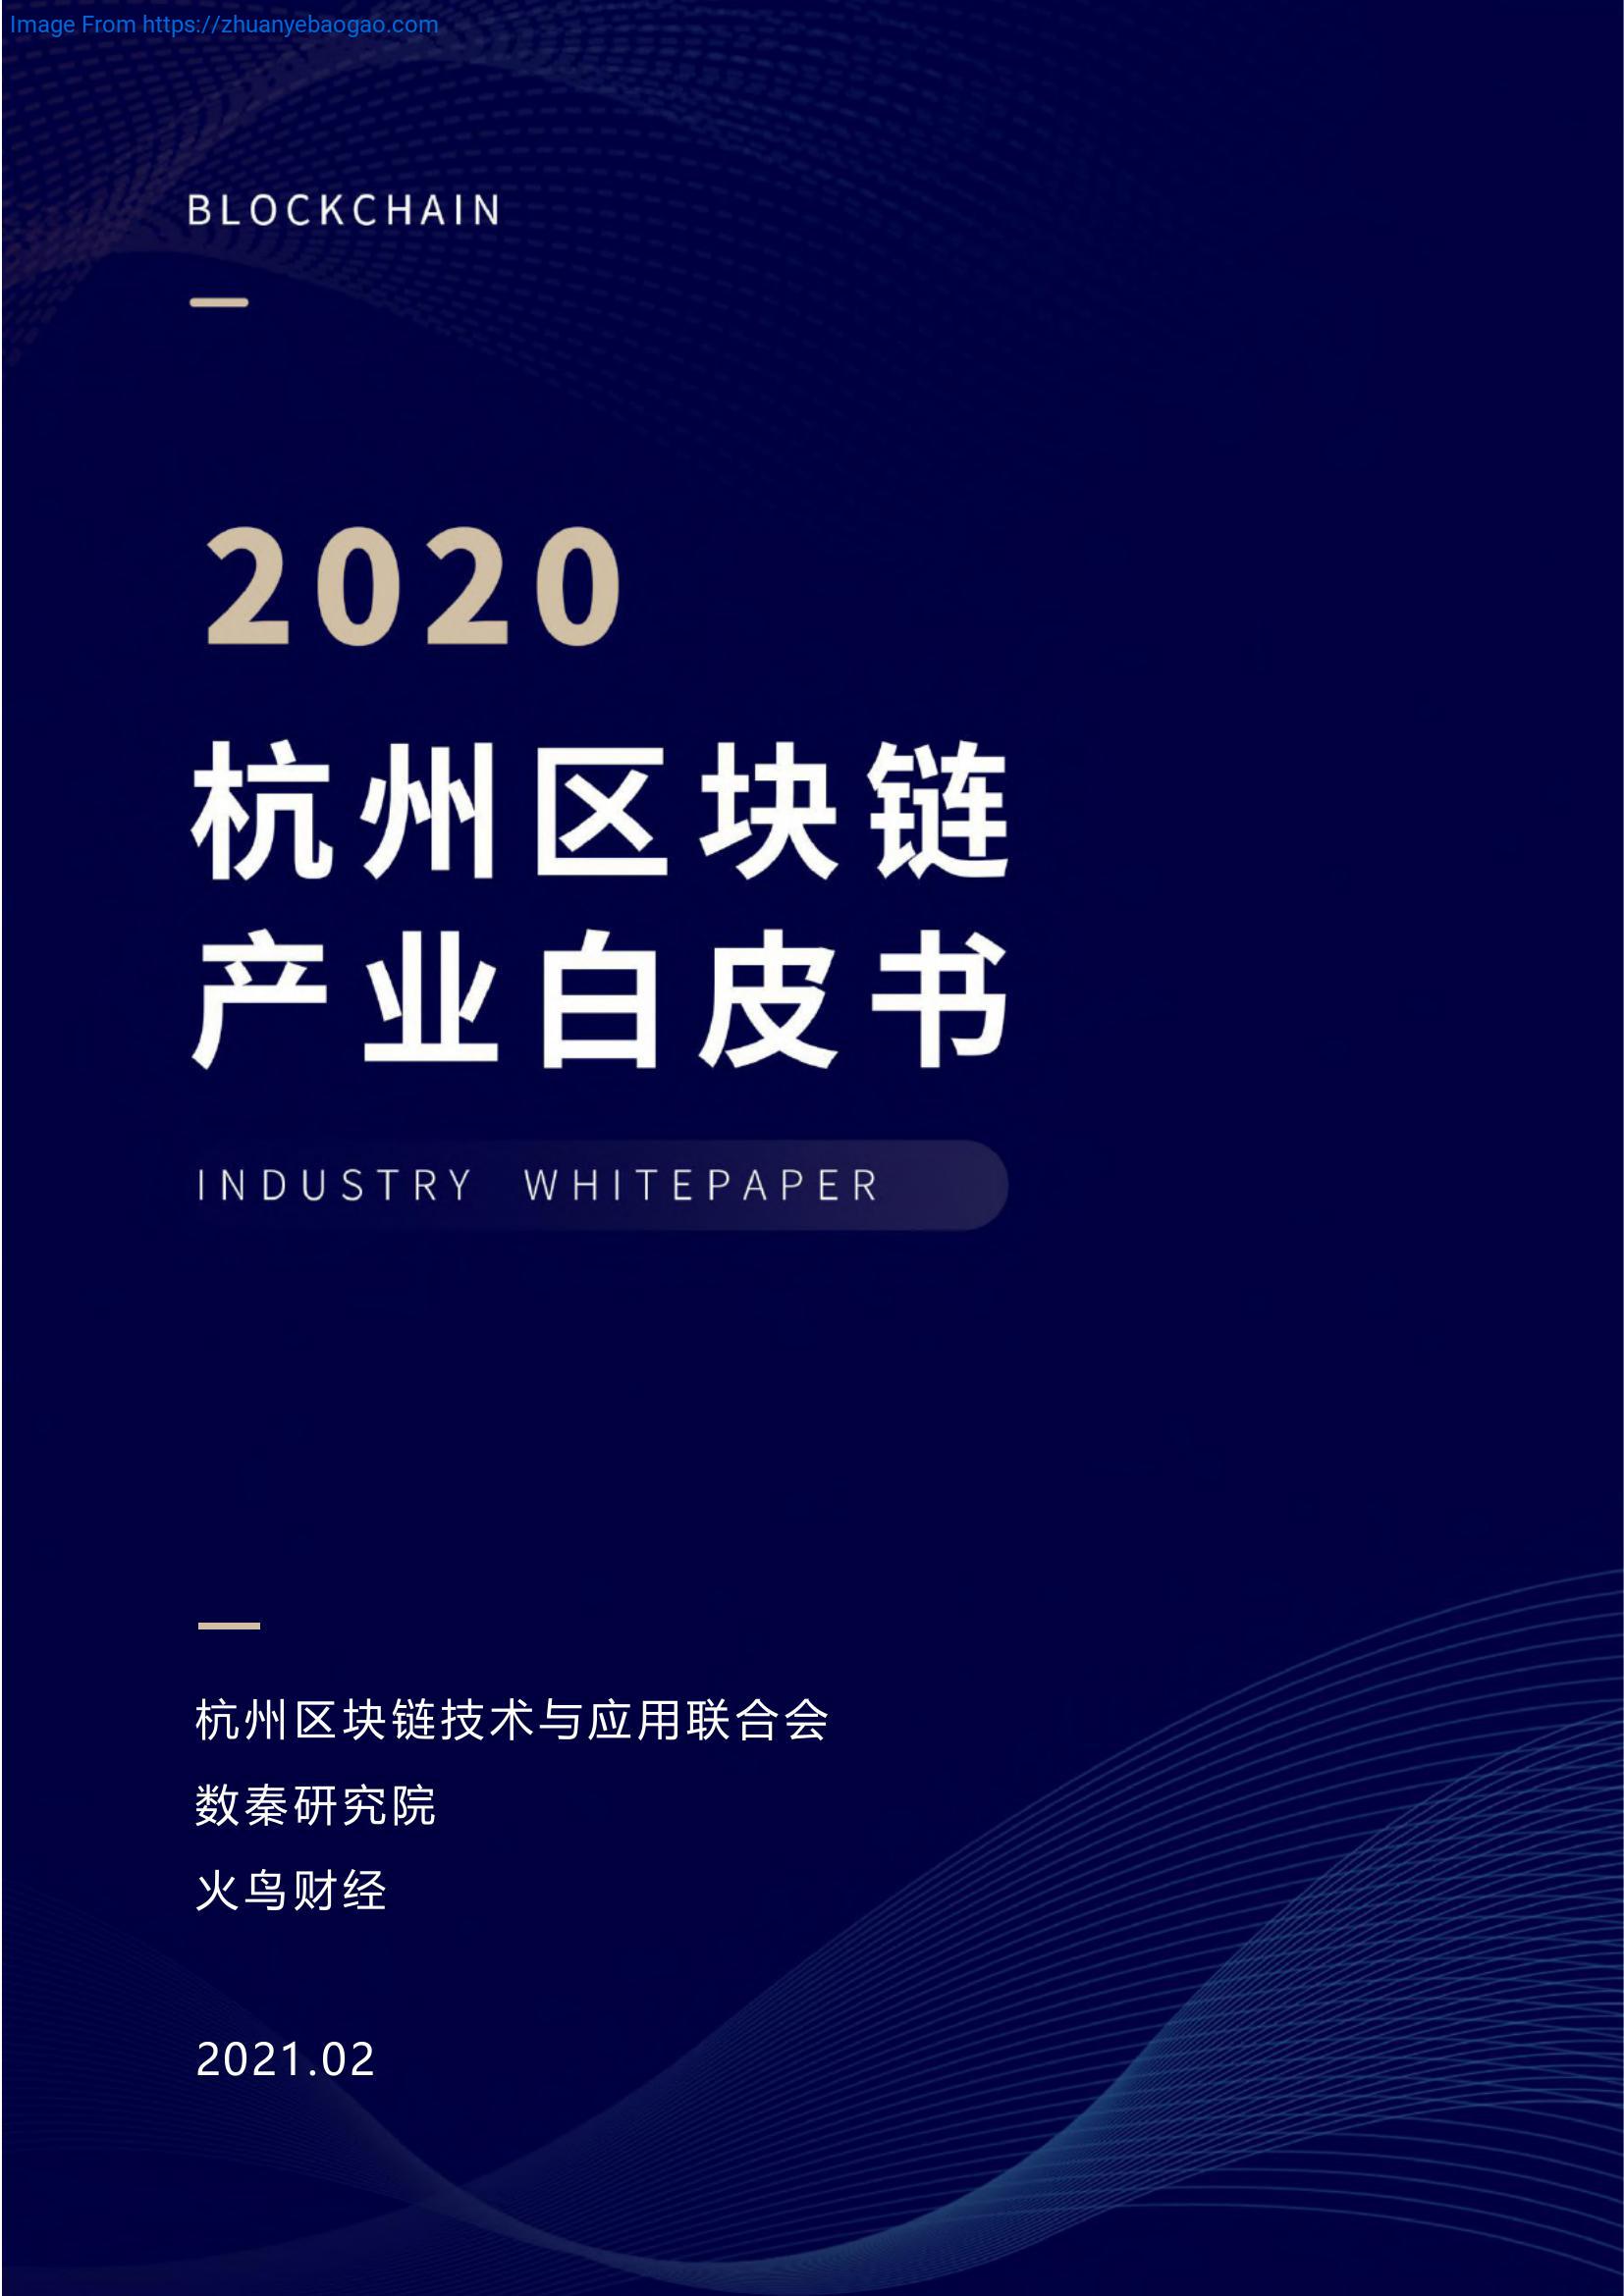 Image From https://zhuanyebaogao.com
BLOCKCHAIN
2020
杭州区块链
产业白皮书
INDUSTRY WHITEPAPER
杭州区块链技术与应用联合会
数秦研究院
火鸟财经
2021.02